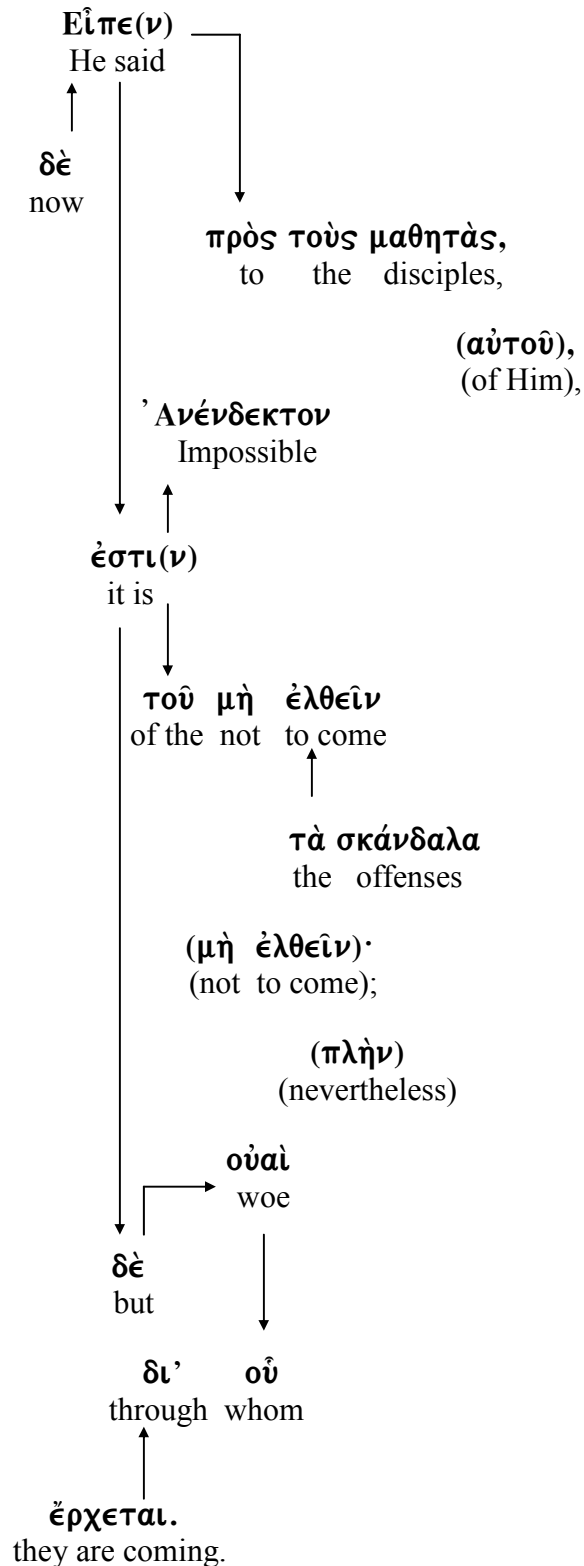 Εἶπε(ν)
He said
δὲ
now
πρὸς τοὺς μαθητὰς,
to the disciples,
(αὐτοῦ),
(of Him),
᾿Ανένδεκτον
Impossible
ἐστι(ν)
it is
τοῦ μὴ ἐλθεῖν
of the not to come
τὰ σκάνδαλα
the offenses
(μὴ ἐλθεῖν)·
(not to come);
(πλὴν)
(nevertheless)
οὐαὶ
woe
δὲ
but
δι’ οὗ
through whom
ἔρχεται.
they are coming.